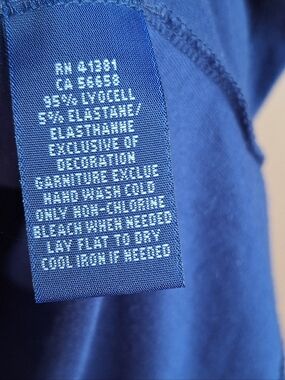 RN 41381
CA 56658
95% LYOCELL
5% ELASTANE/
ELASTHANNE
EXCLUSIVE OF
DECORATION
GARNITURE EXCLUE
HAND WASH COLD
ONLY NON-CHLORINE
BLEACH WHEN NEEDED
LAY FLAT TO DRY
COOL IRON IF NEEDED